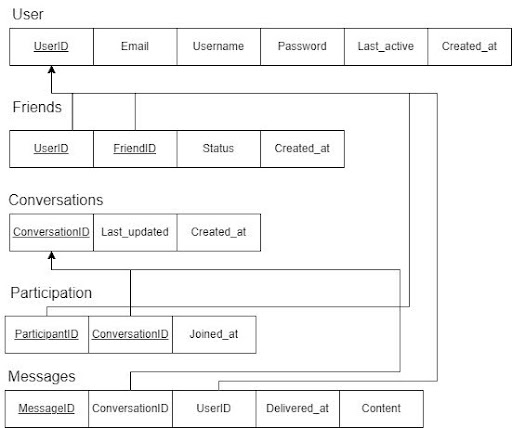 User
UserID Email Username Password Last_active Created_at
Friends
UserID FriendID Status Created_at
Conversations
ConversationID Last_updated Created_at
Participation
ParticipantID ConversationID Joined_at
Messages
MessageID ConversationID UserID Delivered_at Content